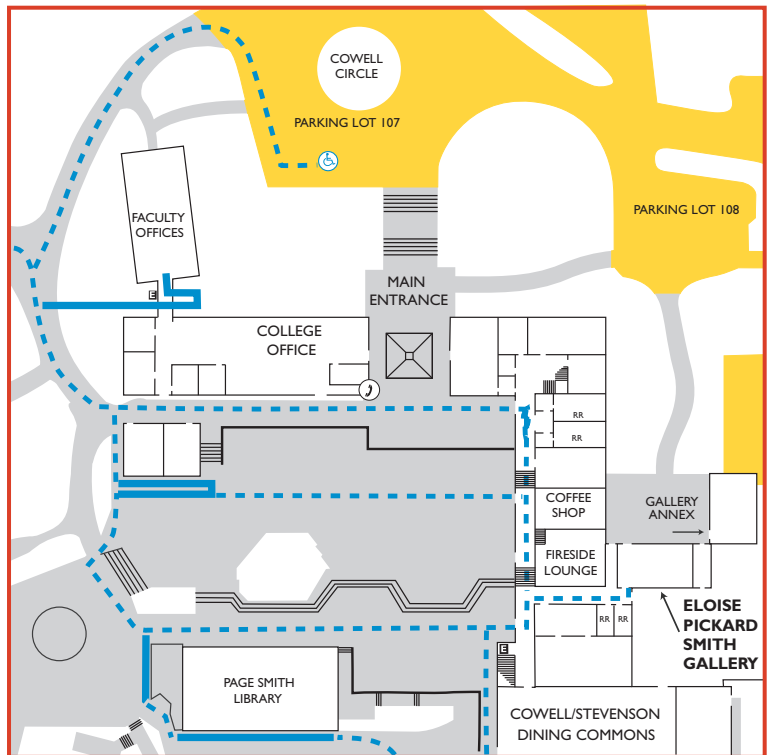 COWELL
CIRCLE
PARKING LOT 107
PARKING LOT 108
FACULTY
OFFICES
E
MAIN
ENTRANCE
COLLEGE
OFFICE
RR
RR
COFFEE
SHOP
GALLERY
ANNEX
FIRESIDE
LOUNGE
ELOISE
PICKARD
SMITH
GALLERY
RR RR
E
PAGE SMITH
LIBRARY
COWELL/STEVENSON
DINING COMMONS